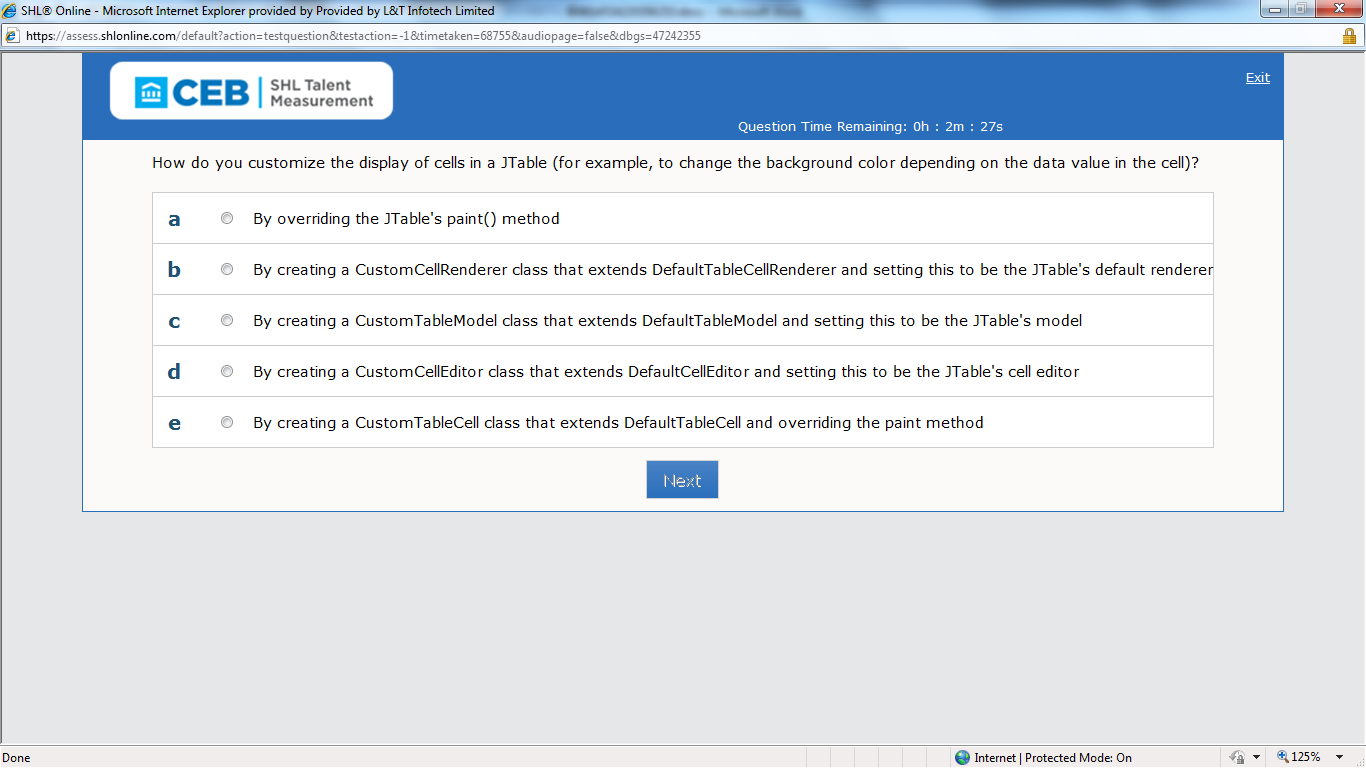 SHL® Online - Microsoft Internet Explorer provided by Provided by L&T Infotech Limited
https://assess.shlonline.com/default?action=testquestion&testaction=-1&timetaken=68755&audiopage=false&dbgs=47242355
CEB SHL Talent
Measurement
Exit
Question Time Remaining: 0h : 2m : 27s
How do you customize the display of cells in a JTable (for example, to change the background color depending on the data value in the cell)?
a By overriding the JTable's paint() method
b By creating a CustomCellRenderer class that extends DefaultTableCellRenderer and setting this to be the JTable's default renderer
c By creating a CustomTableModel class that extends DefaultTableModel and setting this to be the JTable's model
d By creating a CustomCellEditor class that extends DefaultCellEditor and setting this to be the JTable's cell editor
e By creating a CustomTableCell class that extends DefaultTableCell and overriding the paint method
Next
Done Internet | Protected Mode: On 125%